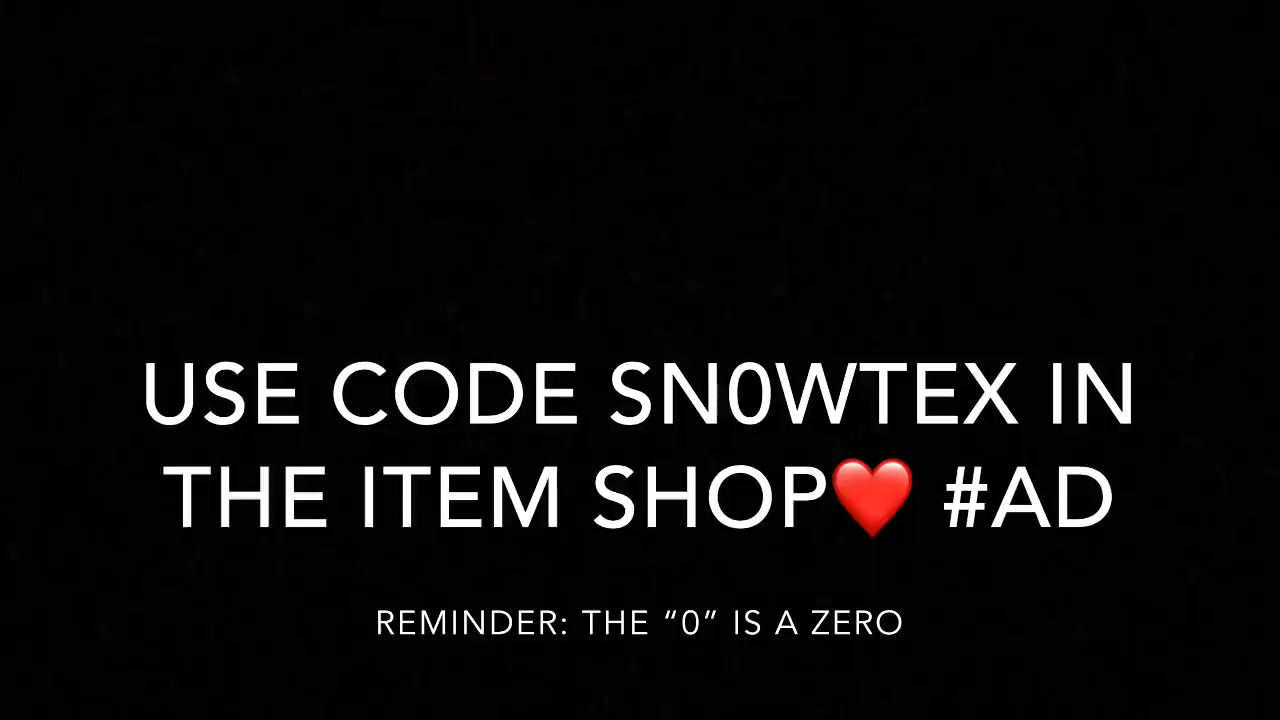 USE CODE SN0WTEX IN
THE ITEM SHOP❤️ #AD
REMINDER: THE “0” IS A ZERO